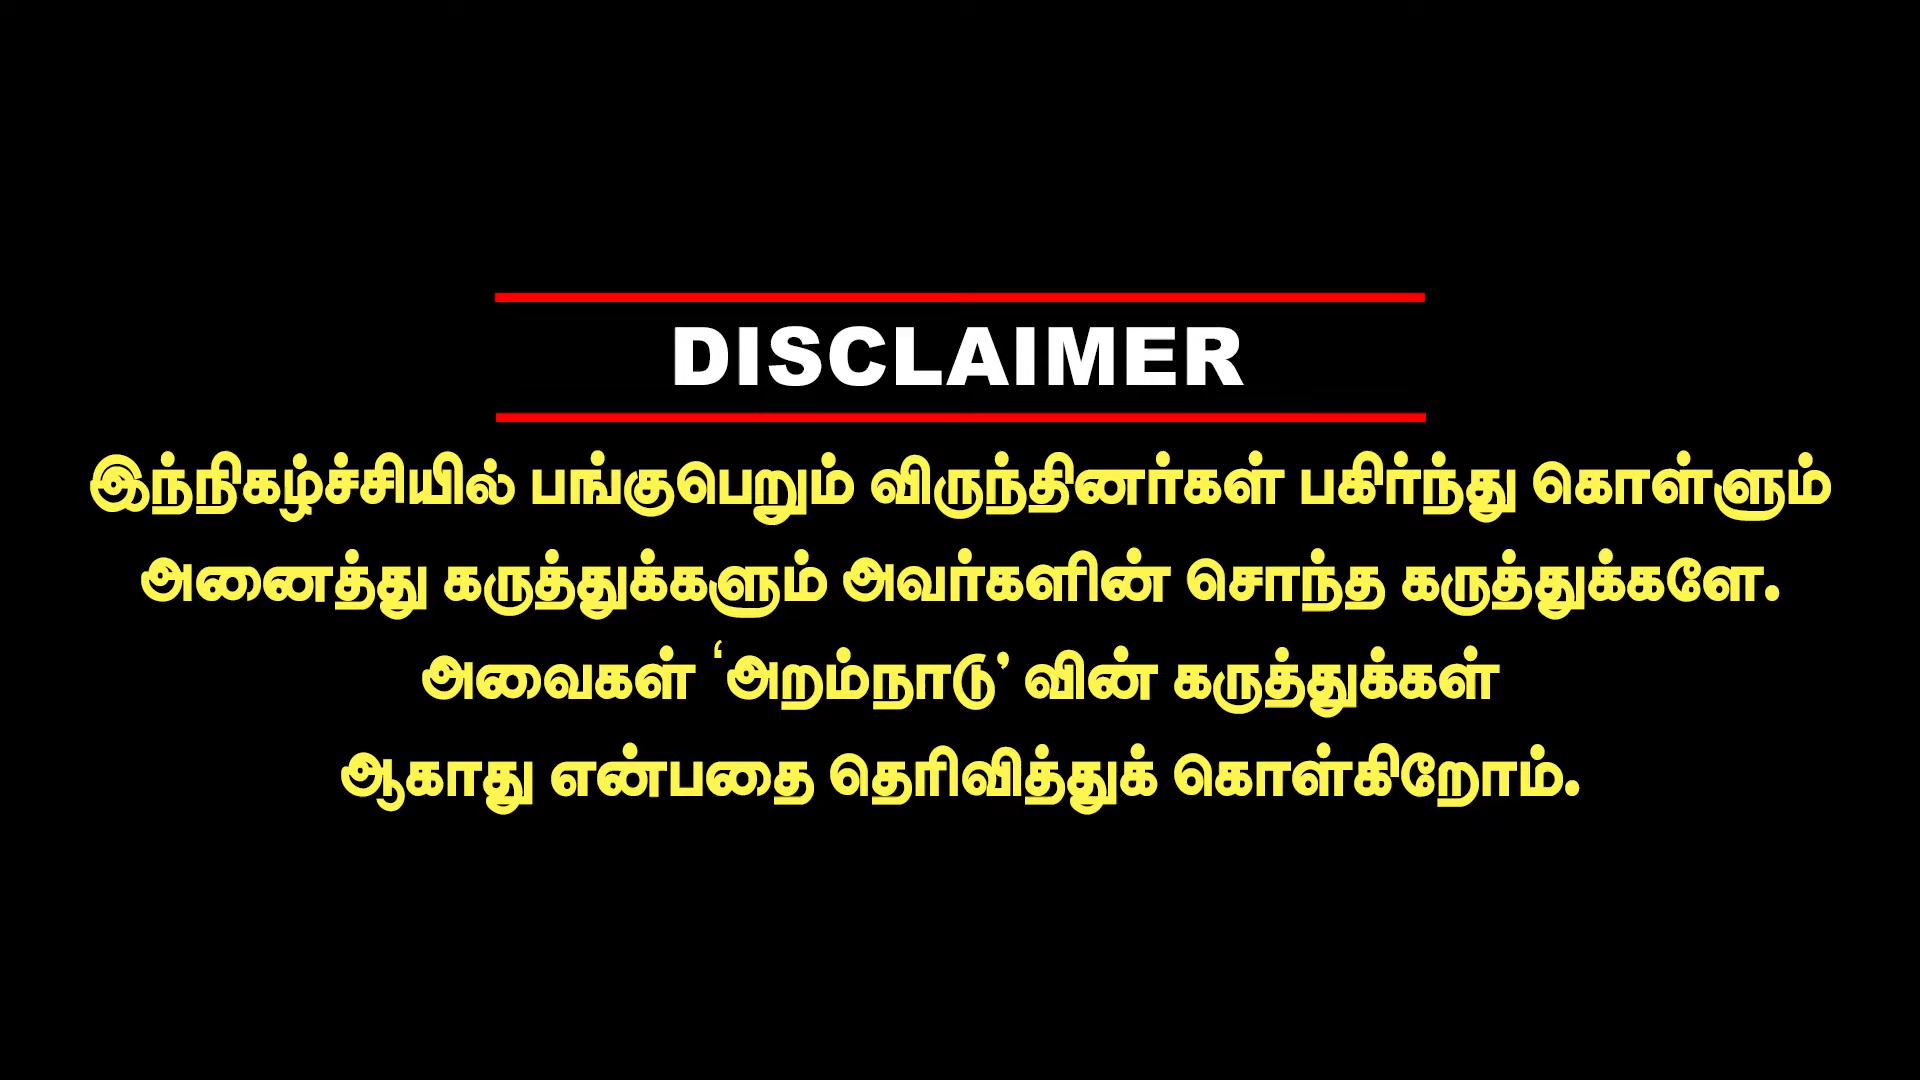 DISCLAIMER
இந்நிகழ்ச்சியில் பங்குபெறும் விருந்தினர்கள் பகிர்ந்து கொள்ளும்
அனைத்து கருத்துக்களும் அவர்களின் சொந்த கருத்துக்களே.
அவைகள் ‘அறம்நாடு’ வின் கருத்துக்கள்
ஆகாது என்பதை தெரிவித்துக் கொள்கிறோம்.